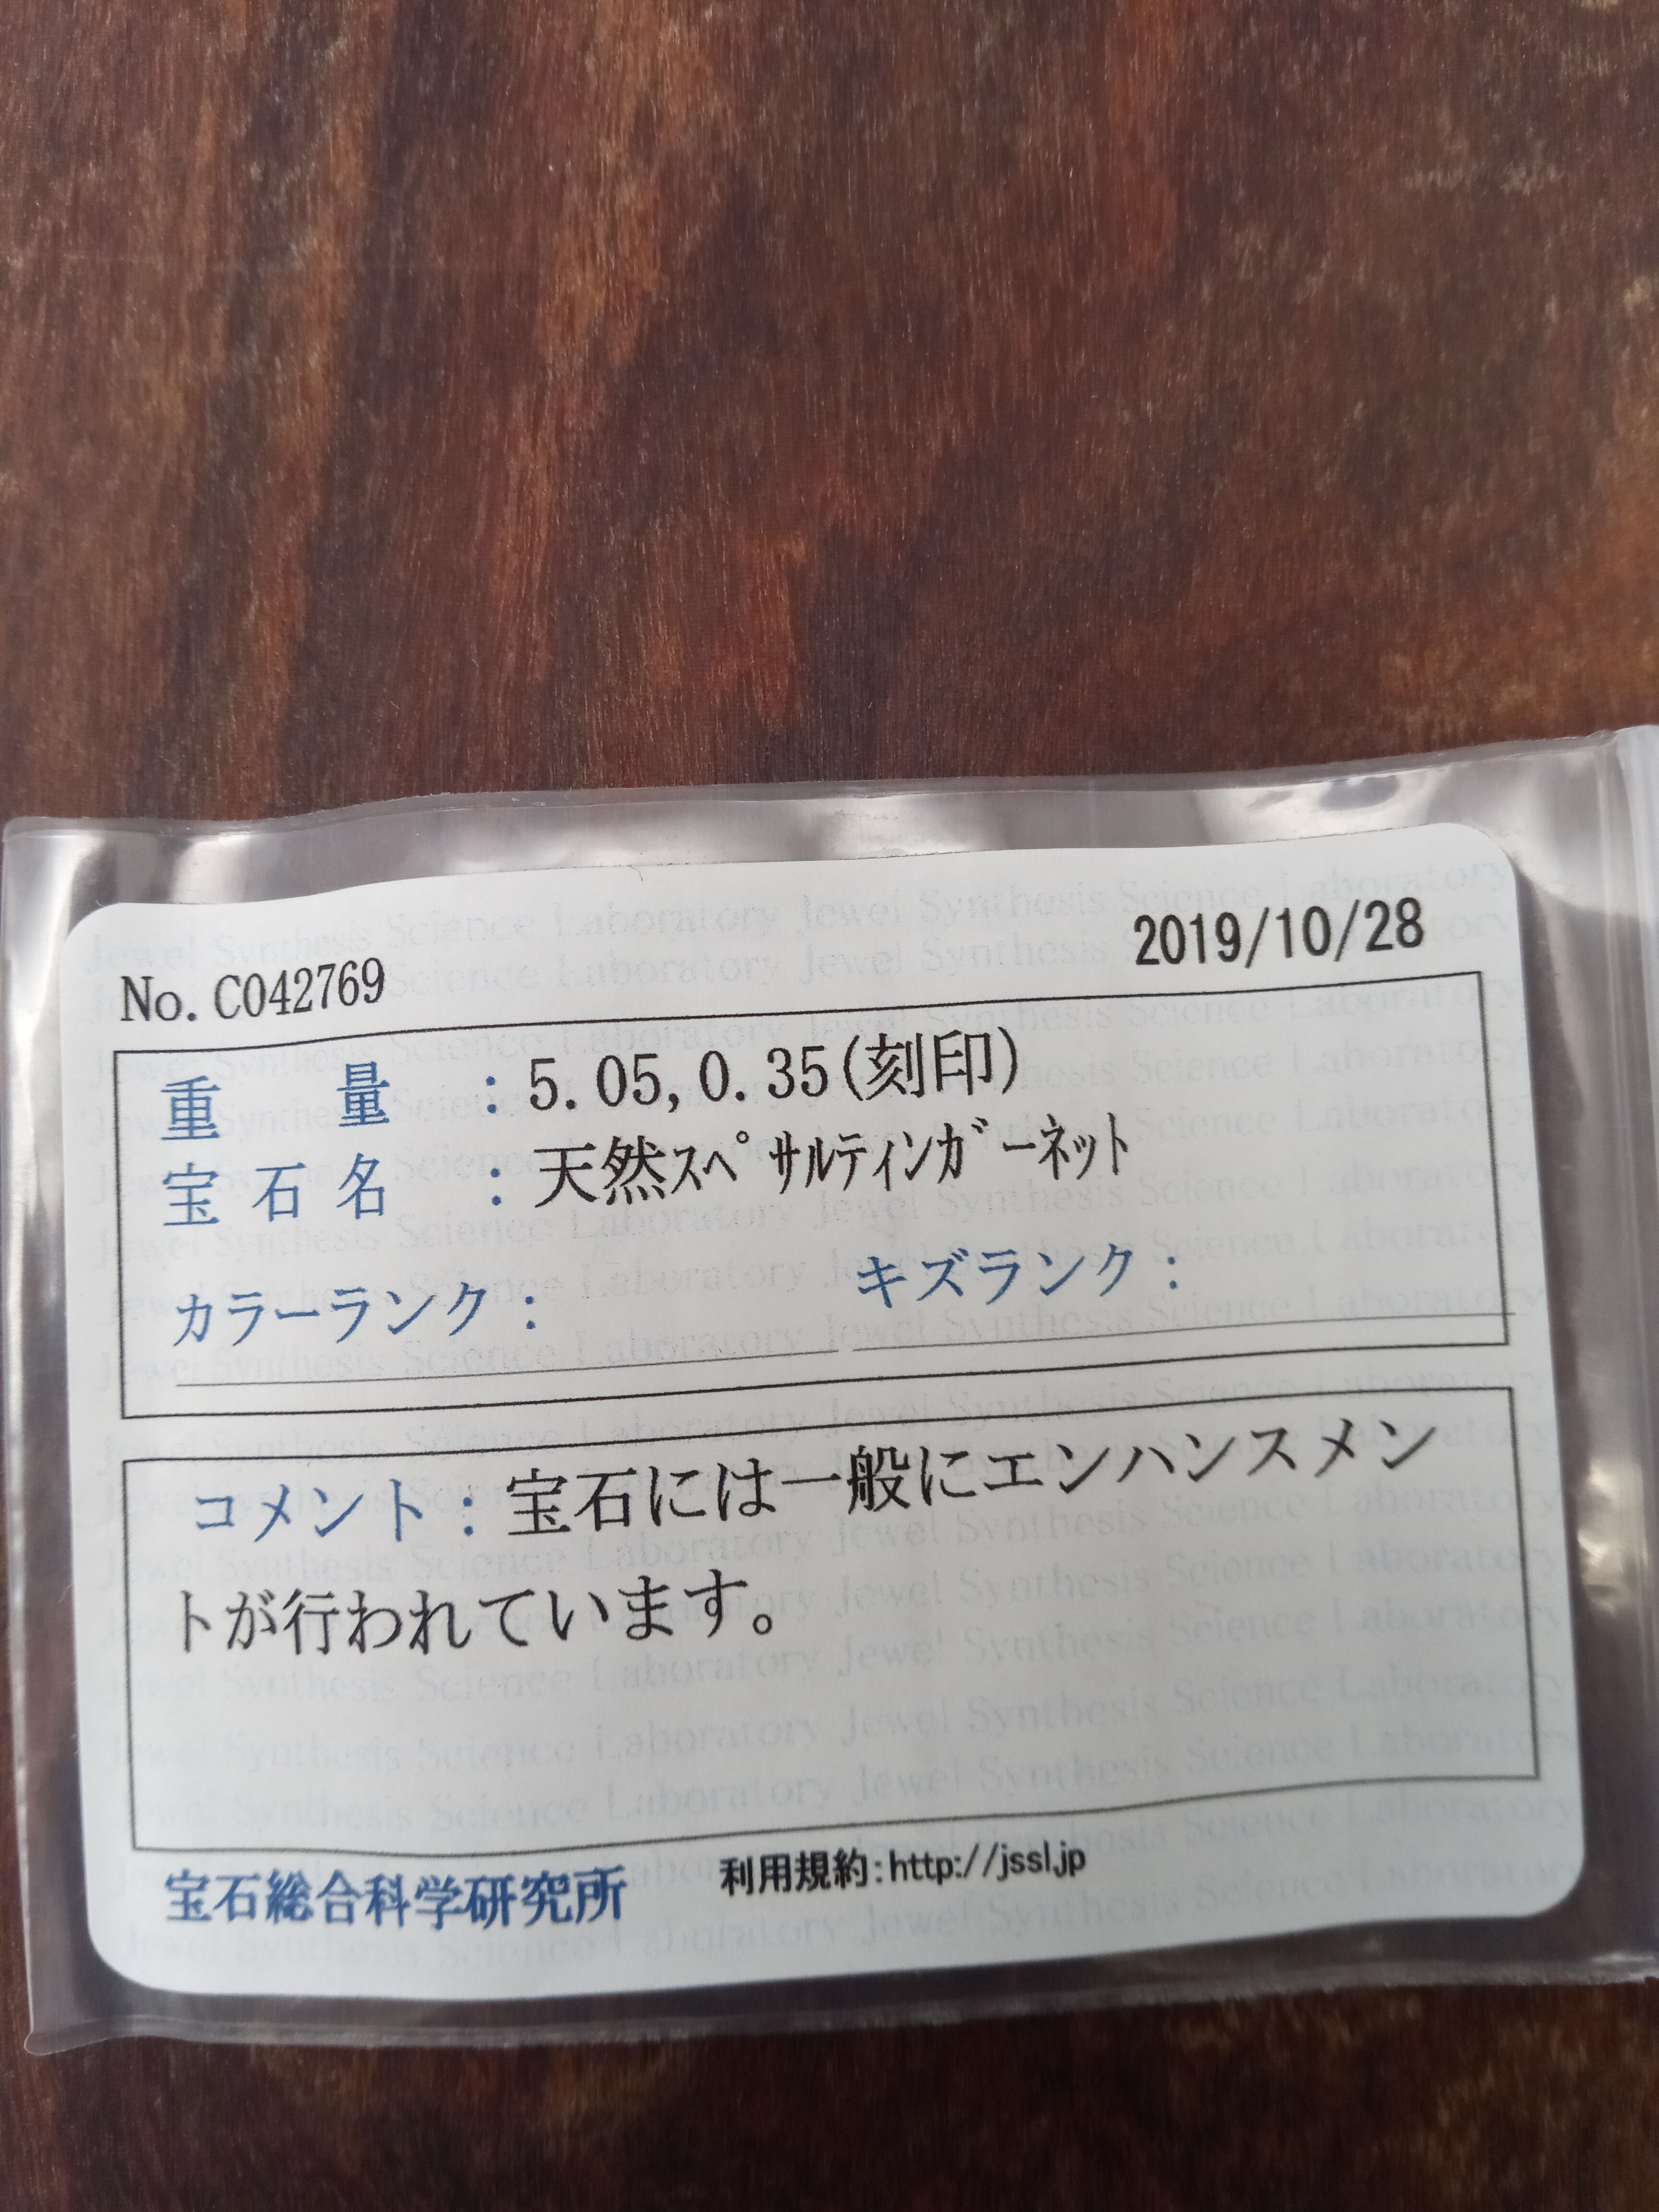 No.C042769
2019/10/28
重量:5.05,0.35(刻印)
宝石名:天然ｽﾍﾟｻﾙﾃｨﾝｶﾞｰﾈｯﾄ
カラーランク: キズランク:
コメント:宝石には一般にエンハンスメン
トが行われています。
宝石総合科学研究所 利用規約:http://jssl.jp
Jewel Synthesis Science Laboratory